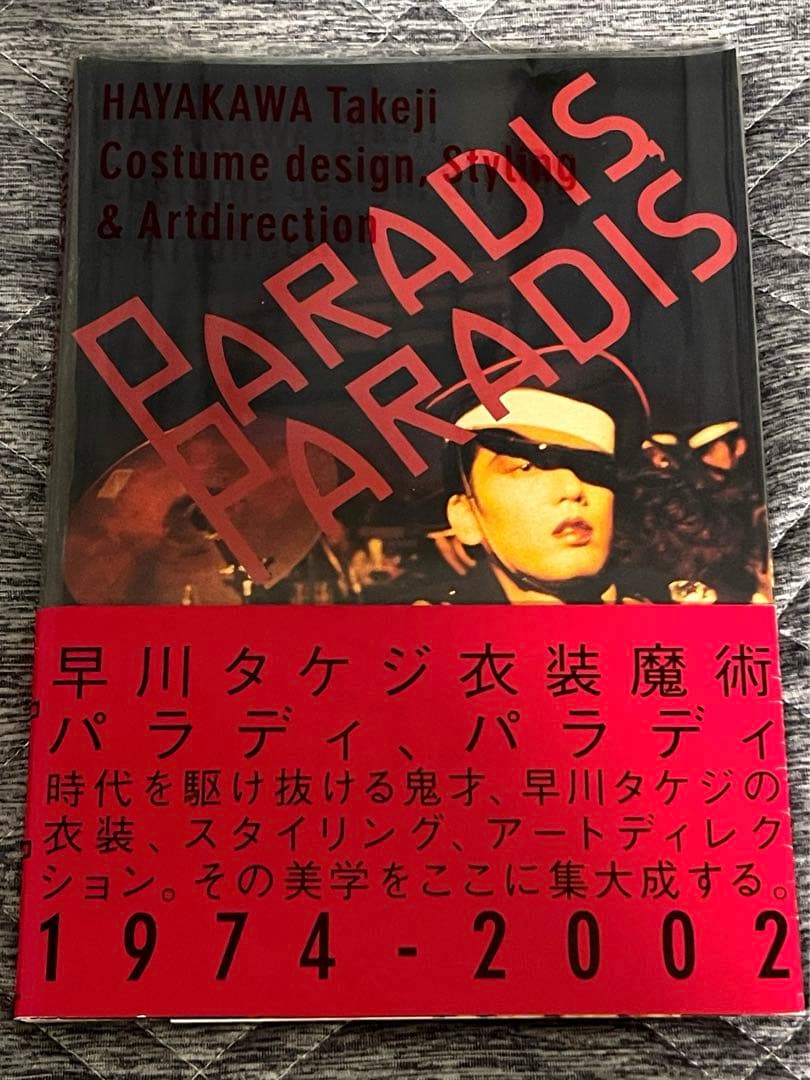 HAYAKAWA Takeji
Costume design, Styling
& Artdirection
PARADIS,
PARADIS
早川タケジ衣装魔術
パラディ、パラディ
時代を駆け抜ける鬼才、早川タケジの
衣装、スタイリング、アートディレク
ション。その美学をここに集大成する。
1974-2002